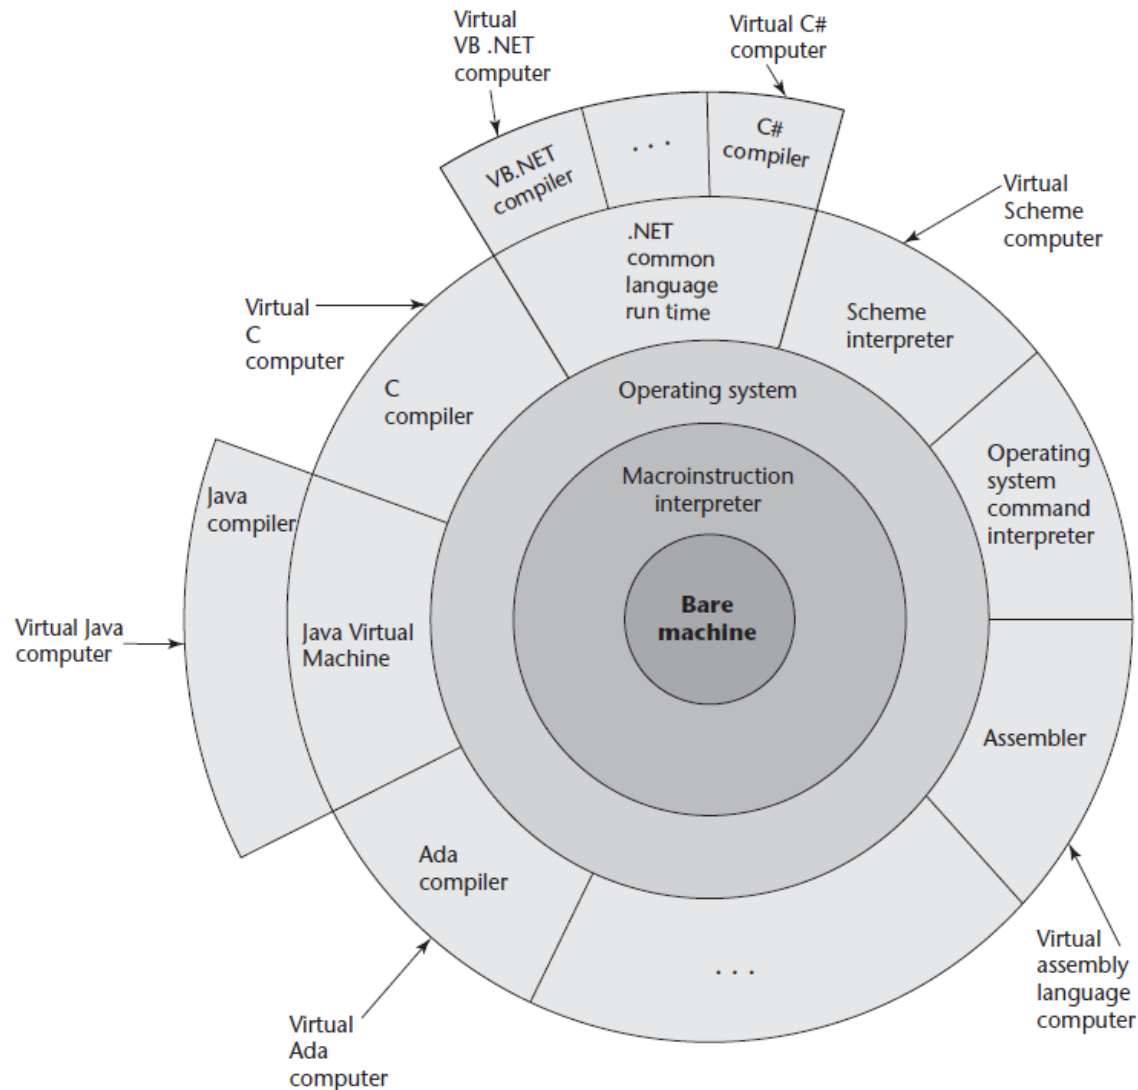 Virtual
VB .NET
computer
Virtual C#
computer
VB.NET
compiler
. . .
C#
compiler
Virtual
Scheme
computer
.NET
common
language
run time
Virtual
C
computer
Scheme
interpreter
C
compiler
Operating system
Operating
system
command
interpreter
Macroinstruction
interpreter
Java
compiler
Bare
machine
Virtual Java
computer
Java Virtual
Machine
Assembler
Ada
compiler
. . .
Virtual
assembly
language
computer
Virtual
Ada
computer